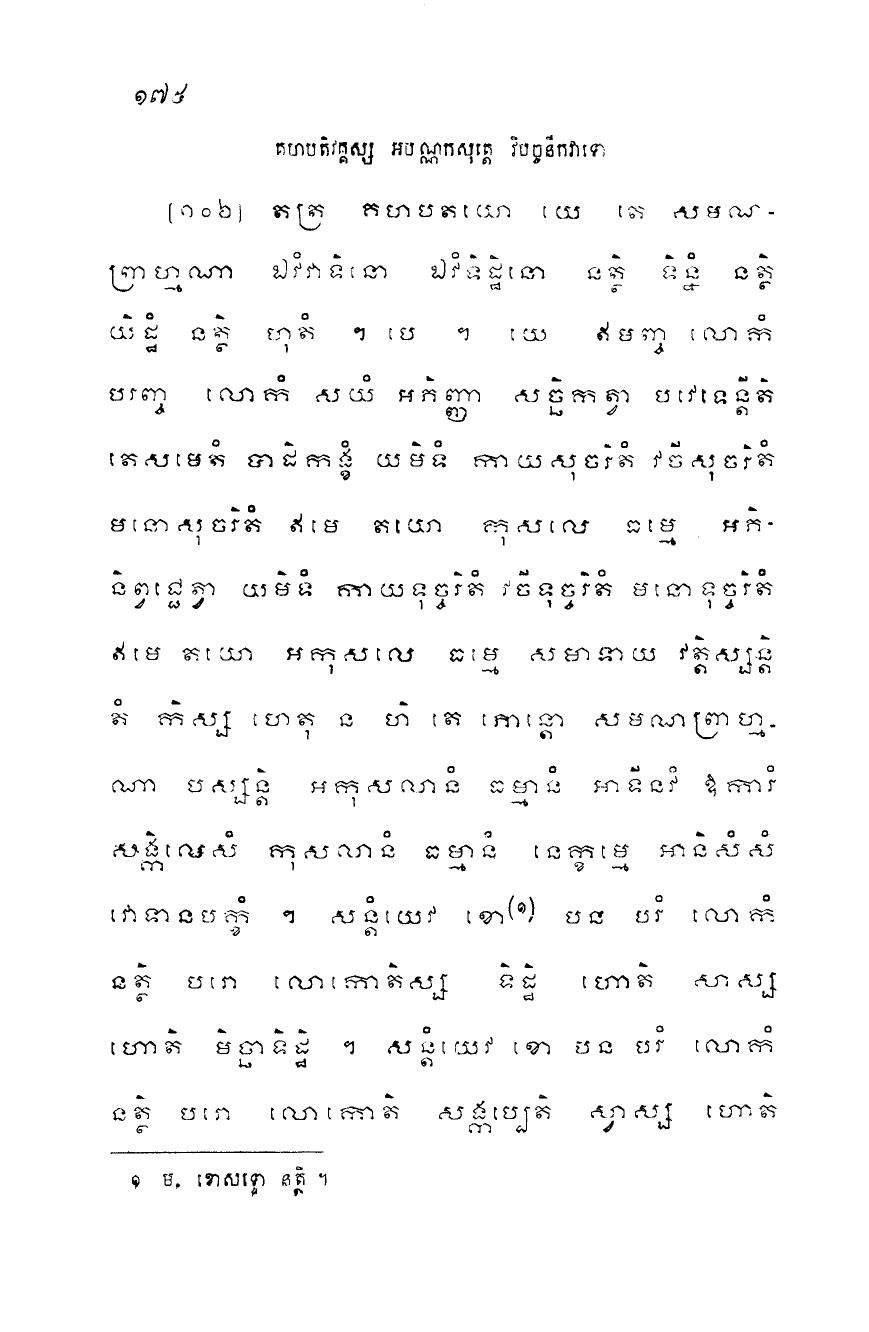 ១៧៥
គហបតិវគ្គស្ស អបណ្ណកសុត្តេ វិបច្ចនីកវាទោ
[១០៦] តត្រ គហបតយោ យេ តេ សមណ-
ព្រាហ្មណា ឯវំវាទិនោ ឯវំទិដ្ឋិនោ នត្ថិ ទិន្នំ នត្ថិ
យិដ្ឋំ នត្ថិ ហុតំ ។ បេ ។ យេ ឥមញ្ច លោកំ
បរញ្ច លោកំ សយំ អភិញ្ញា សច្ឆិកត្វា បវេទេន្តីតិ
តេសមេតំ បាដិកង្ខំ យមិទំ កាយសុចរិតំ វចីសុចរិតំ
មនោសុចរិតំ ឥមេ តយោ កុសលេ ធម្មេ អភិ-
និព្វជ្ជេត្វា យមិទំ កាយទុច្ចរិតំ វចីទុច្ចរិតំ មនោទុច្ចរិតំ
ឥមេ តយោ អកុសលេ ធម្មេ សមាទាយ វត្តិស្សន្តិ
តំ កិស្ស ហេតុ ន ហិ តេ ភោន្តោ សមណព្រាហ្ម-
ណា បស្សន្តិ អកុសលានំ ធម្មានំ អាទីនវំ ឱការំ
សង្កិលេសំ កុសលានំ ធម្មានំ នេក្ខម្មេ អានិសំសំ
វោទានបក្ខំ ។ សន្តំយេវ ខោ(១) បន បរំ លោកំ
នត្ថិ បរោ លោកោតិស្ស ទិដ្ឋិ ហោតិ សាស្ស
ហោតិ មិច្ឆាទិដ្ឋិ ។ សន្តំយេវ ខោ បន បរំ លោកំ
នត្ថិ បរោ លោកោតិ សង្កប្បេតិ ស្វាស្ស ហោតិ
១ ម. ខោសទ្ទោ នត្ថិ ។